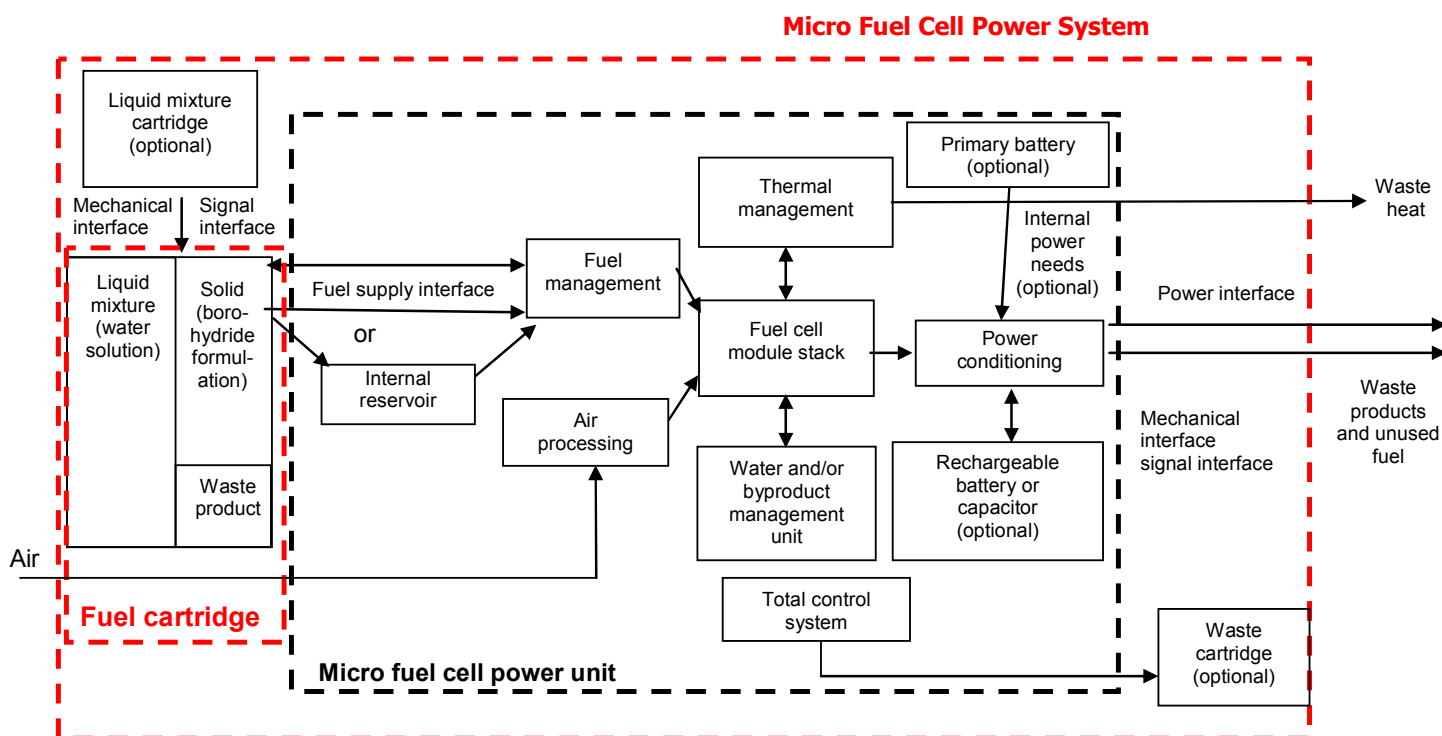 Micro Fuel Cell Power System
Liquid mixture
cartridge
(optional)
Mechanical
interface
Signal
interface
Liquid
mixture
(water
solution)
Solid
(boro-
hydride
formul-
ation)
Waste
product
Fuel cartridge
Air
Fuel supply interface
or
Internal
reservoir
Fuel
management
Air
processing
Thermal
management
Fuel cell
module stack
Water and/or
byproduct
management
unit
Primary battery
(optional)
Internal
power
needs
(optional)
Power
conditioning
Rechargeable
battery or
capacitor
(optional)
Total control
system
Micro fuel cell power unit
Waste
heat
Power interface
Mechanical
interface
signal interface
Waste
products
and unused
fuel
Waste
cartridge
(optional)